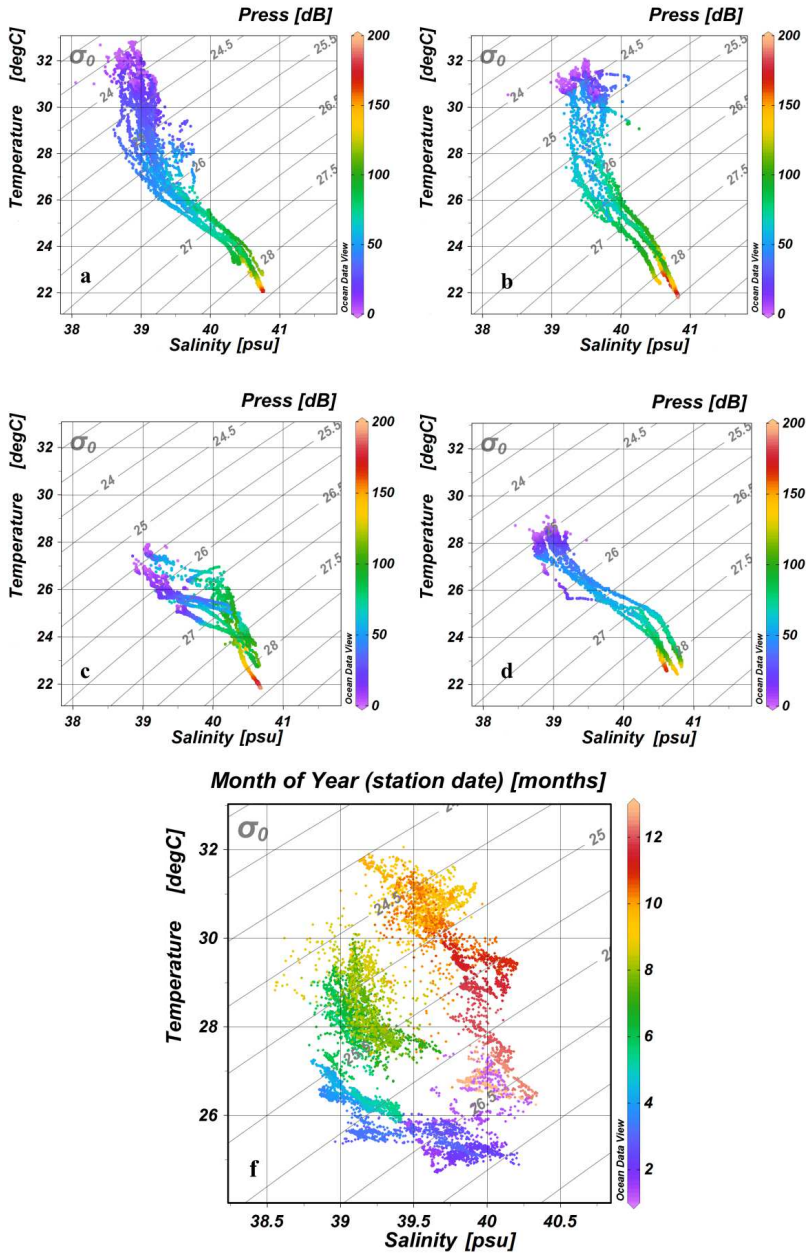 Press [dB]
Press [dB]
Temperature [degC]
32
30
28
26
24
22
σ0
24
24.5
25
25.5
26
26.5
27
27.5
28
a
Ocean Data View
200
150
100
50
0
38 39 40 41
Salinity [psu]
Temperature [degC]
32
30
28
26
24
22
σ0
24
24.5
25
25.5
26
26.5
27
27.5
28
b
Ocean Data View
200
150
100
50
0
38 39 40 41
Salinity [psu]
Press [dB]
Press [dB]
Temperature [degC]
32
30
28
26
24
22
σ0
24
24.5
25
25.5
26
26.5
27
27.5
28
c
Ocean Data View
200
150
100
50
0
38 39 40 41
Salinity [psu]
Temperature [degC]
32
30
28
26
24
22
σ0
24
24.5
25.5
26
26.5
27
27.5
28
d
Ocean Data View
200
150
100
50
0
38 39 40 41
Salinity [psu]
Month of Year (station date) [months]
Temperature [degC]
32
30
28
26
σ0
24.5
25
26.5
f
Ocean Data View
12
10
8
6
4
2
38.5 39 39.5 40 40.5
Salinity [psu]